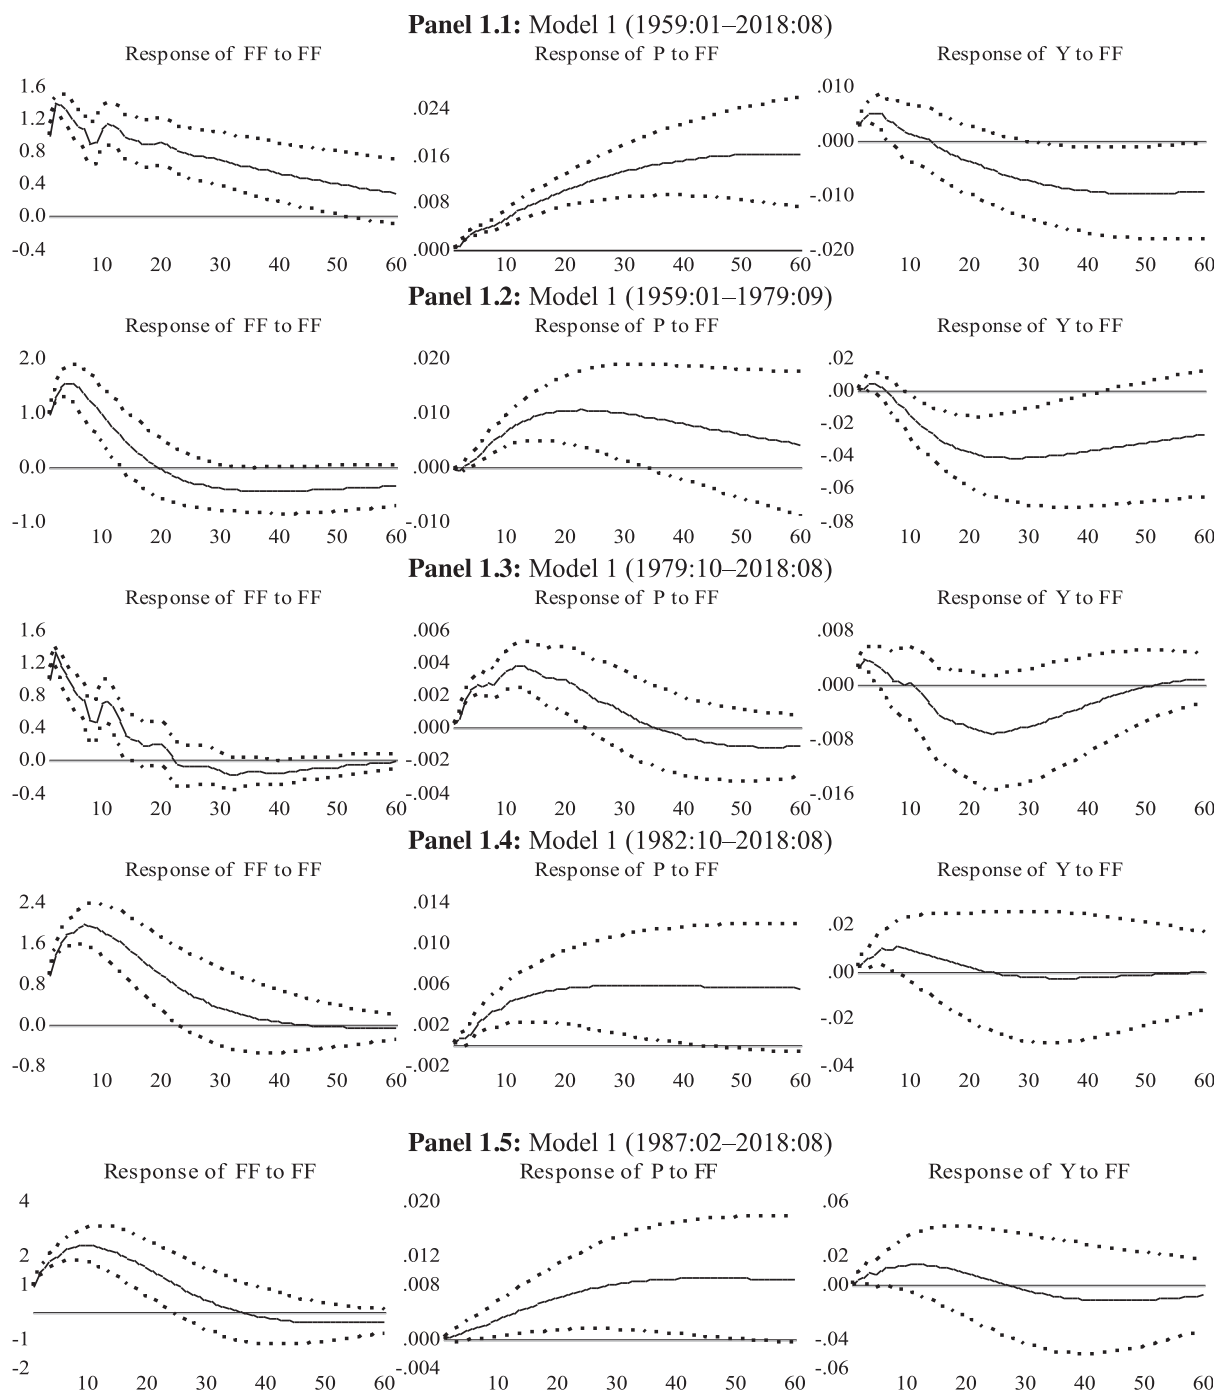 Panel 1.1: Model 1 (1959:01–2018:08)
Response of FF to FF
1.6
1.2
0.8
0.4
0.0
-0.4
10 20 30 40 50 60
Response of P to FF
.024
.016
.008
.000
10 20 30 40 50 60
Response of Y to FF
.010
.000
-.010
-.020
10 20 30 40 50 60
Panel 1.2: Model 1 (1959:01–1979:09)
Response of FF to FF
2.0
1.0
0.0
-1.0
10 20 30 40 50 60
Response of P to FF
.020
.010
.000
-.010
10 20 30 40 50 60
Response of Y to FF
.02
.00
-.02
-.04
-.06
-.08
10 20 30 40 50 60
Panel 1.3: Model 1 (1979:10–2018:08)
Response of FF to FF
1.6
1.2
0.8
0.4
0.0
-0.4
10 20 30 40 50 60
Response of P to FF
.006
.004
.002
.000
-.002
-.004
10 20 30 40 50 60
Response of Y to FF
.008
.000
-.008
-.016
10 20 30 40 50 60
Panel 1.4: Model 1 (1982:10–2018:08)
Response of FF to FF
2.4
1.6
0.8
0.0
-0.8
10 20 30 40 50 60
Response of P to FF
.014
.010
.006
.002
-.002
10 20 30 40 50 60
Response of Y to FF
.02
.00
-.02
-.04
10 20 30 40 50 60
Panel 1.5: Model 1 (1987:02–2018:08)
Response of FF to FF
4
2
1
-1
-2
10 20 30 40 50 60
Response of P to FF
.020
.012
.008
.000
-.004
10 20 30 40 50 60
Response of Y to FF
.06
.02
.00
-.04
-.06
10 20 30 40 50 60